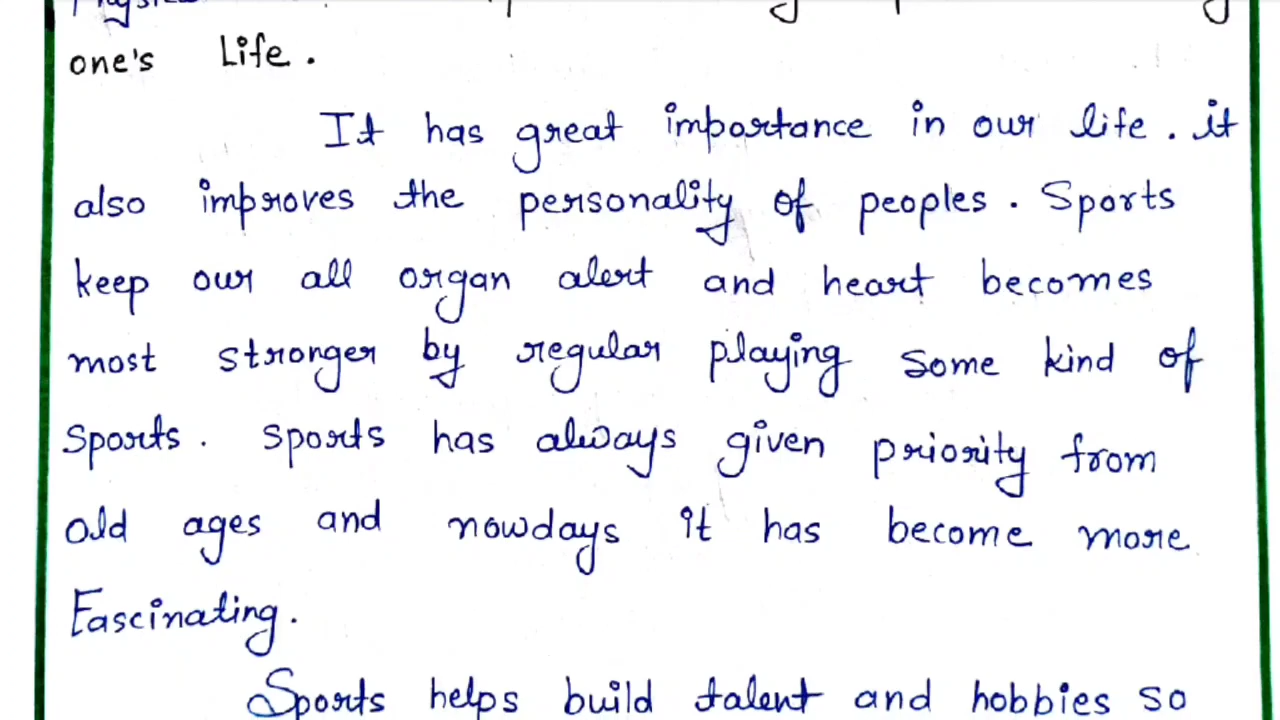 one's Life.
It has great importance in our life. it
also improves the personality of peoples. Sports
keep our all organ alert and heart becomes
most stronger by regular playing some kind of
Sports. Sports has always given priority from
old ages and nowdays it has become more
Fascinating.
Sports helps build talent and hobbies so